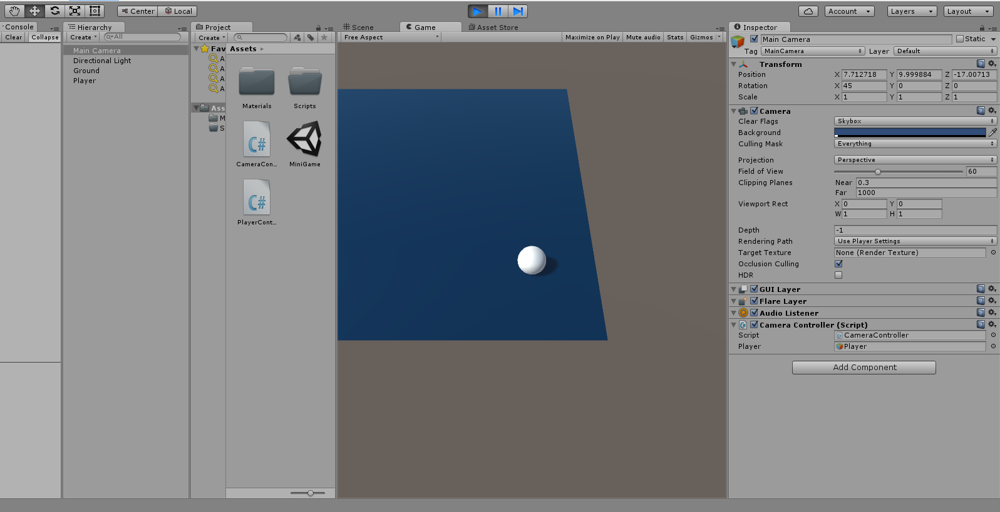 Center Local
Account Layers Layout
Console
Clear Collapse
Hierarchy
Create All
Main Camera
Directional Light
Ground
Player
Project
Create
Fav
A
A
A
A
Ass
M
S
Assets
Materials Scripts
C#
CameraCon... MiniGame
C#
PlayerCont...
Scene Game Asset Store
Free Aspect Maximize on Play Mute audio Stats Gizmos
Inspector
Main Camera Static
Tag MainCamera Layer Default
Transform
Position X 7.712718 Y 9.999884 Z -17.00713
Rotation X 45 Y 0 Z 0
Scale X 1 Y 1 Z 1
Camera
Clear Flags Skybox
Background
Culling Mask Everything
Projection Perspective
Field of View 60
Clipping Planes Near 0.3
Far 1000
Viewport Rect X 0 Y 0
W 1 H 1
Depth -1
Rendering Path Use Player Settings
Target Texture None (Render Texture)
Occlusion Culling
HDR
GUI Layer
Flare Layer
Audio Listener
Camera Controller (Script)
Script CameraController
Player Player
Add Component